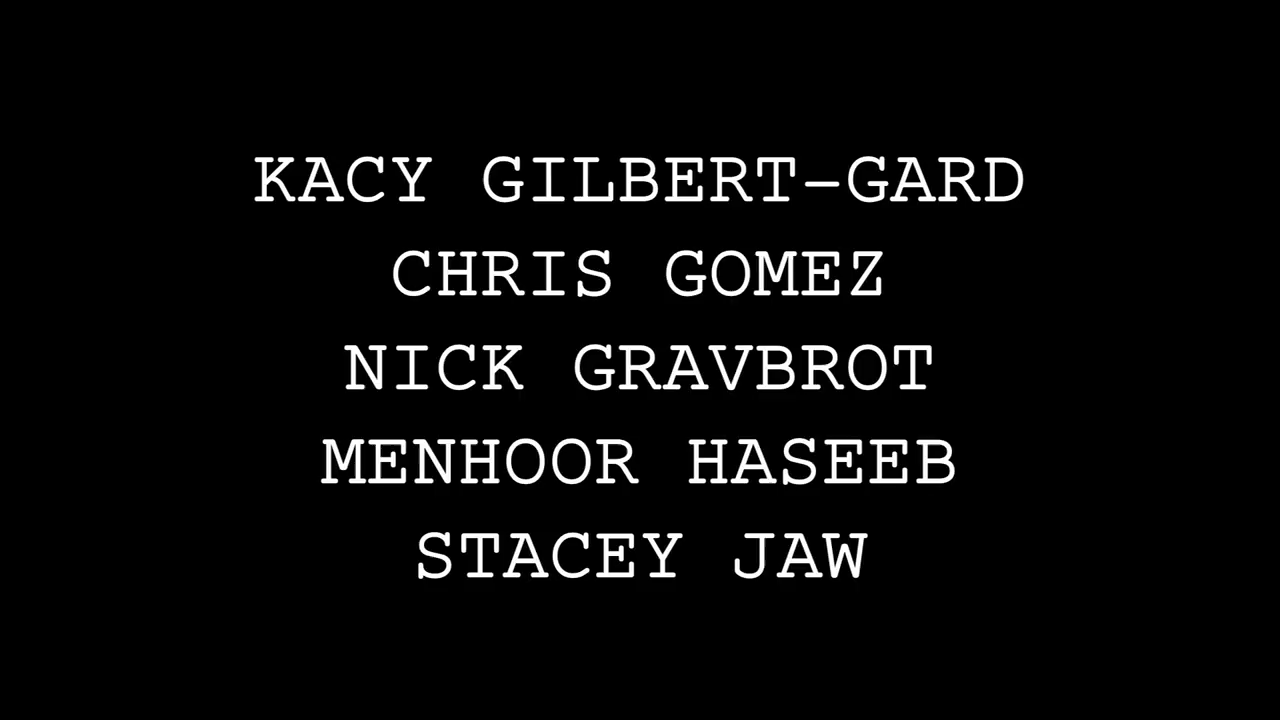 KACY GILBERT-GARD
CHRIS GOMEZ
NICK GRAVBROT
MENHOOR HASEEB
STACEY JAW